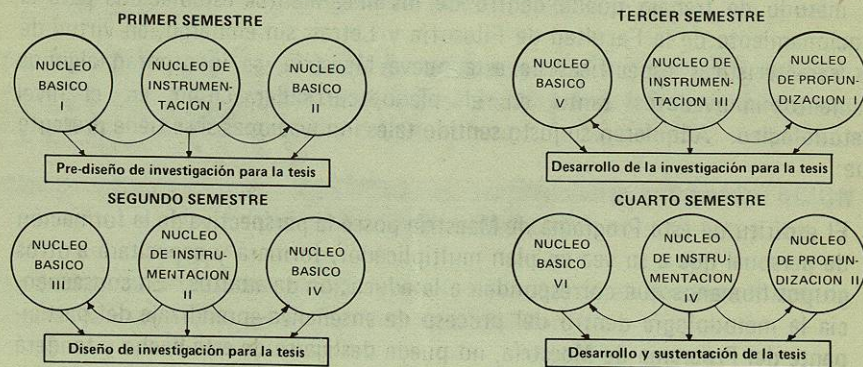 PRIMER SEMESTRE
NUCLEO
BASICO
I
NUCLEO DE
INSTRUMEN-
TACION I
NUCLEO
BASICO
II
Pre-diseño de investigación para la tesis
TERCER SEMESTRE
NUCLEO
BASICO
V
NUCLEO DE
INSTRUMEN-
TACION III
NUCLEO
DE PROFUN-
DIZACION I
Desarrollo de la investigación para la tesis
SEGUNDO SEMESTRE
NUCLEO
BASICO
III
NUCLEO
DE INSTRU-
MENTACION
II
NUCLEO
BASICO
IV
Diseño de investigación para la tesis
CUARTO SEMESTRE
NUCLEO
BASICO
VI
NUCLEO
DE INSTRU-
MENTACION
IV
NUCLEO
DE PROFUN-
DIZACION II
Desarrollo y sustentación de la tesis